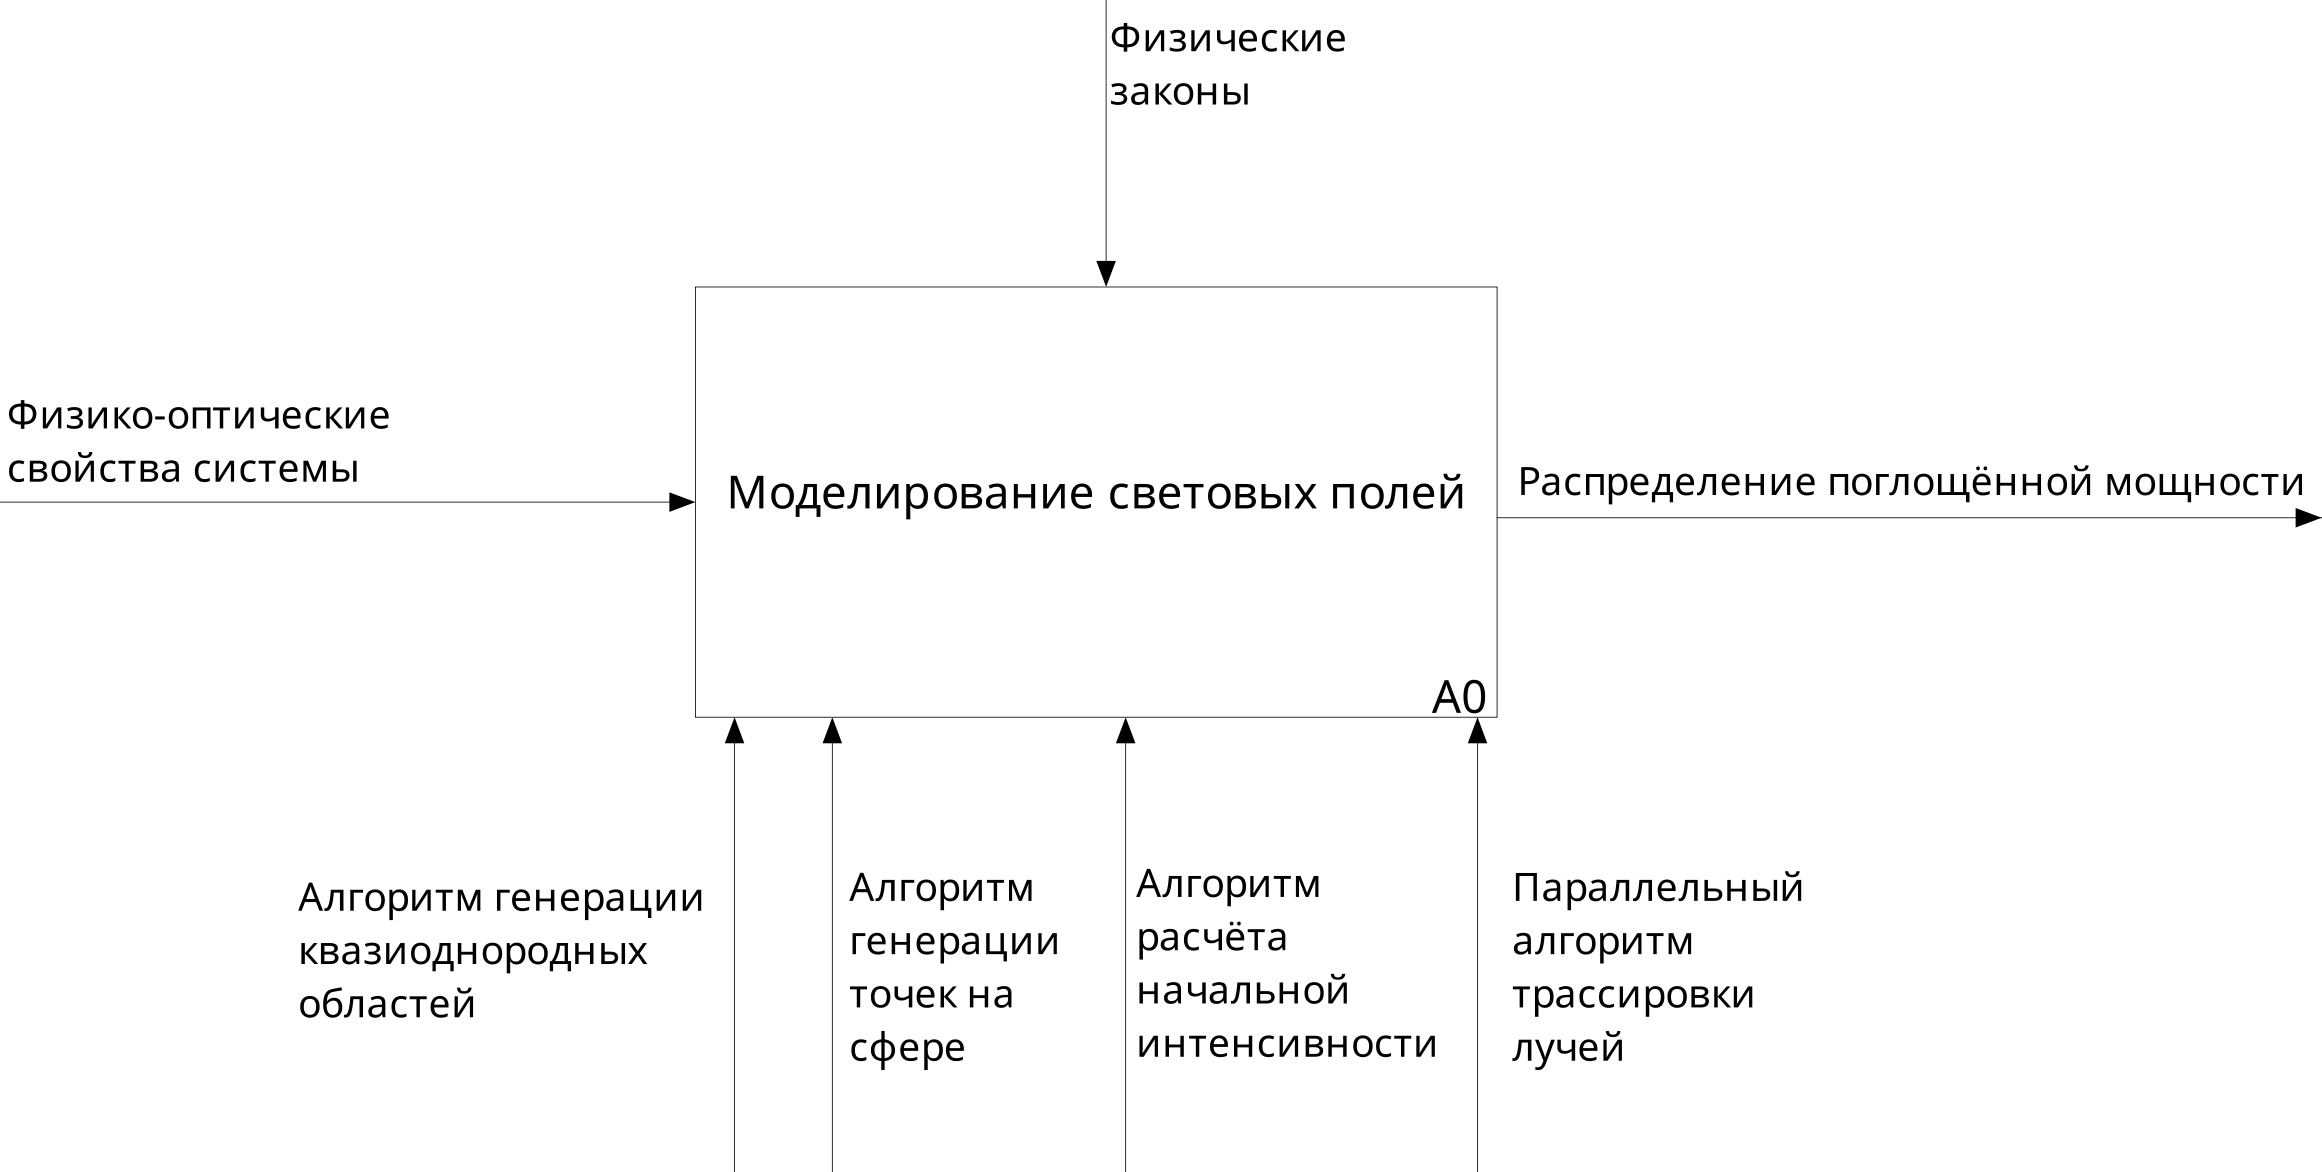 Физические
законы
Физико-оптические
свойства системы
Моделирование световых полей
Распределение поглощённой мощности
А0
Алгоритм генерации
квазиоднородных
областей
Алгоритм
генерации
точек на
сфере
Алгоритм
расчёта
начальной
интенсивности
Параллельный
алгоритм
трассировки
лучей